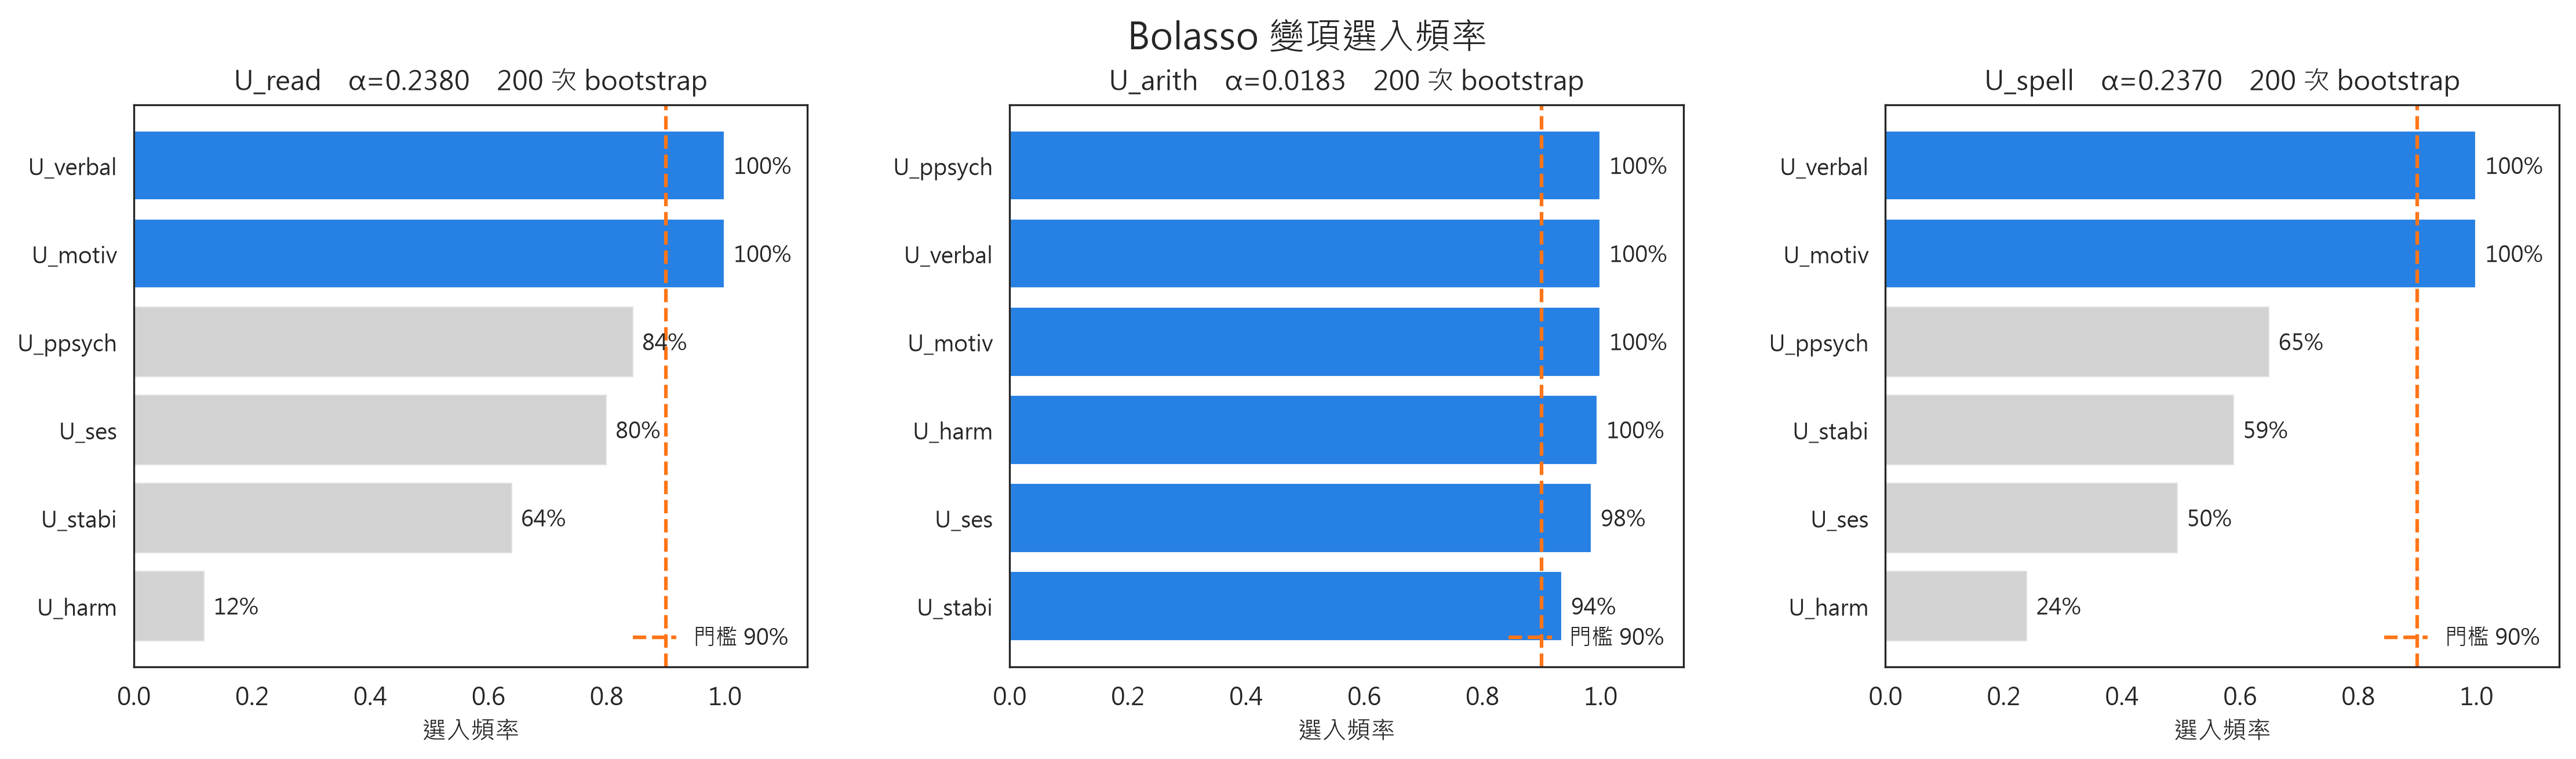 Bolasso 變項選入頻率
U_read α=0.2380 200 次 bootstrap
U_verbal 100%
U_motiv 100%
U_ppsych 84%
U_ses 80%
U_stabi 64%
U_harm 12%
門檻 90%
0.0 0.2 0.4 0.6 0.8 1.0
選入頻率
U_arith α=0.0183 200 次 bootstrap
U_ppsych 100%
U_verbal 100%
U_motiv 100%
U_harm 100%
U_ses 98%
U_stabi 94%
門檻 90%
0.0 0.2 0.4 0.6 0.8 1.0
選入頻率
U_spell α=0.2370 200 次 bootstrap
U_verbal 100%
U_motiv 100%
U_ppsych 65%
U_stabi 59%
U_ses 50%
U_harm 24%
門檻 90%
0.0 0.2 0.4 0.6 0.8 1.0
選入頻率